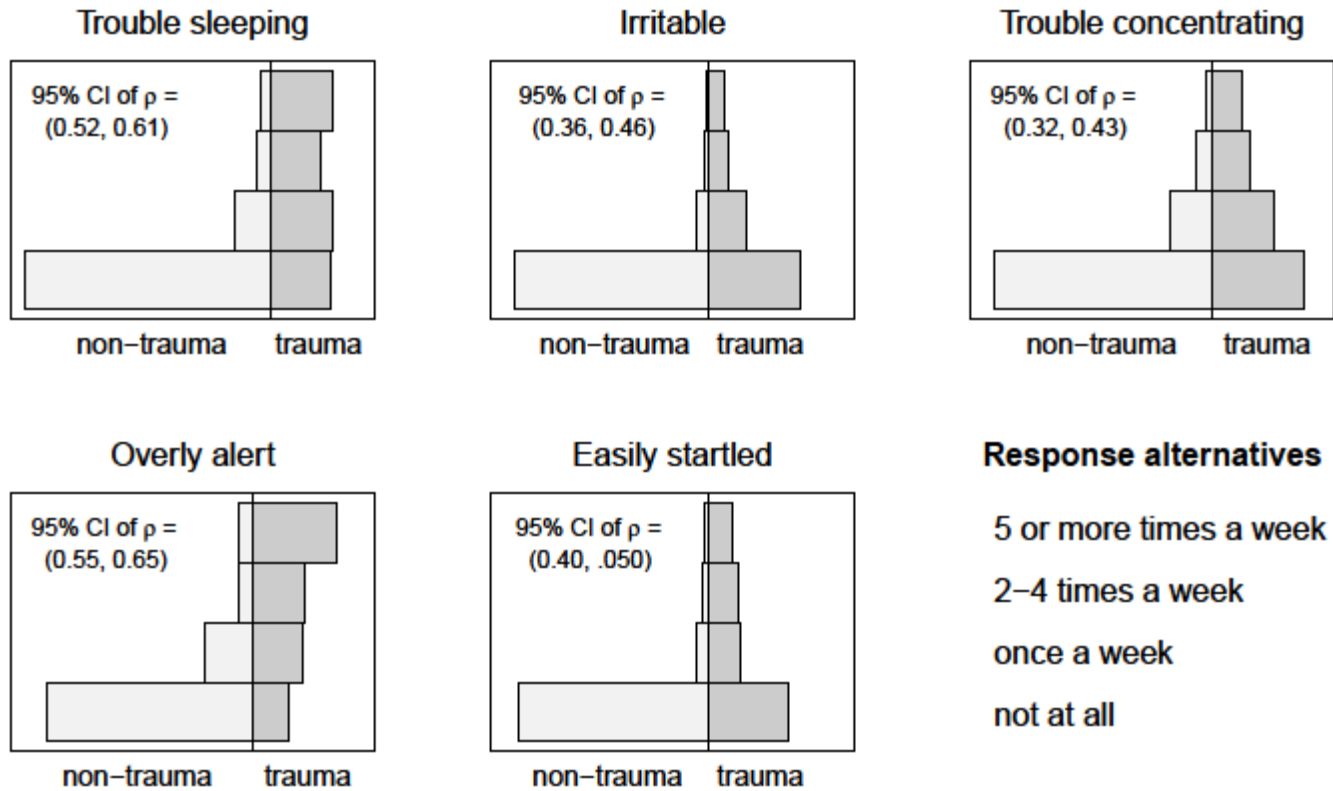 Trouble sleeping
Irritable
Trouble concentrating
95% CI of ρ =
(0.52, 0.61)
95% CI of ρ =
(0.36, 0.46)
95% CI of ρ =
(0.32, 0.43)
non−trauma trauma
non−trauma trauma
non−trauma trauma
Overly alert
Easily startled
Response alternatives
95% CI of ρ =
(0.55, 0.65)
95% CI of ρ =
(0.40, .050)
5 or more times a week
2−4 times a week
once a week
not at all
non−trauma trauma
non−trauma trauma